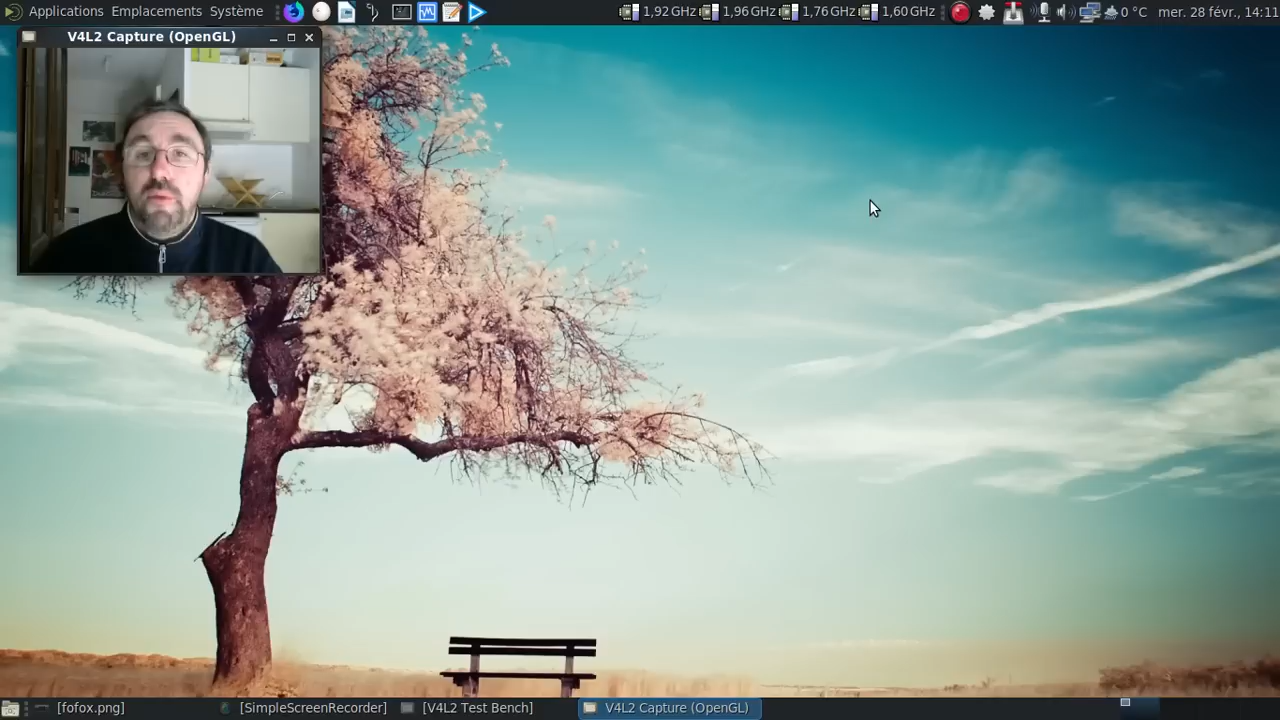 Applications Emplacements Système 1,92 GHz 1,96 GHz 1,76 GHz 1,60 GHz 0 °C mer. 28 févr., 14:11
V4L2 Capture (OpenGL)
[fofox.png] [SimpleScreenRecorder] [V4L2 Test Bench] V4L2 Capture (OpenGL)